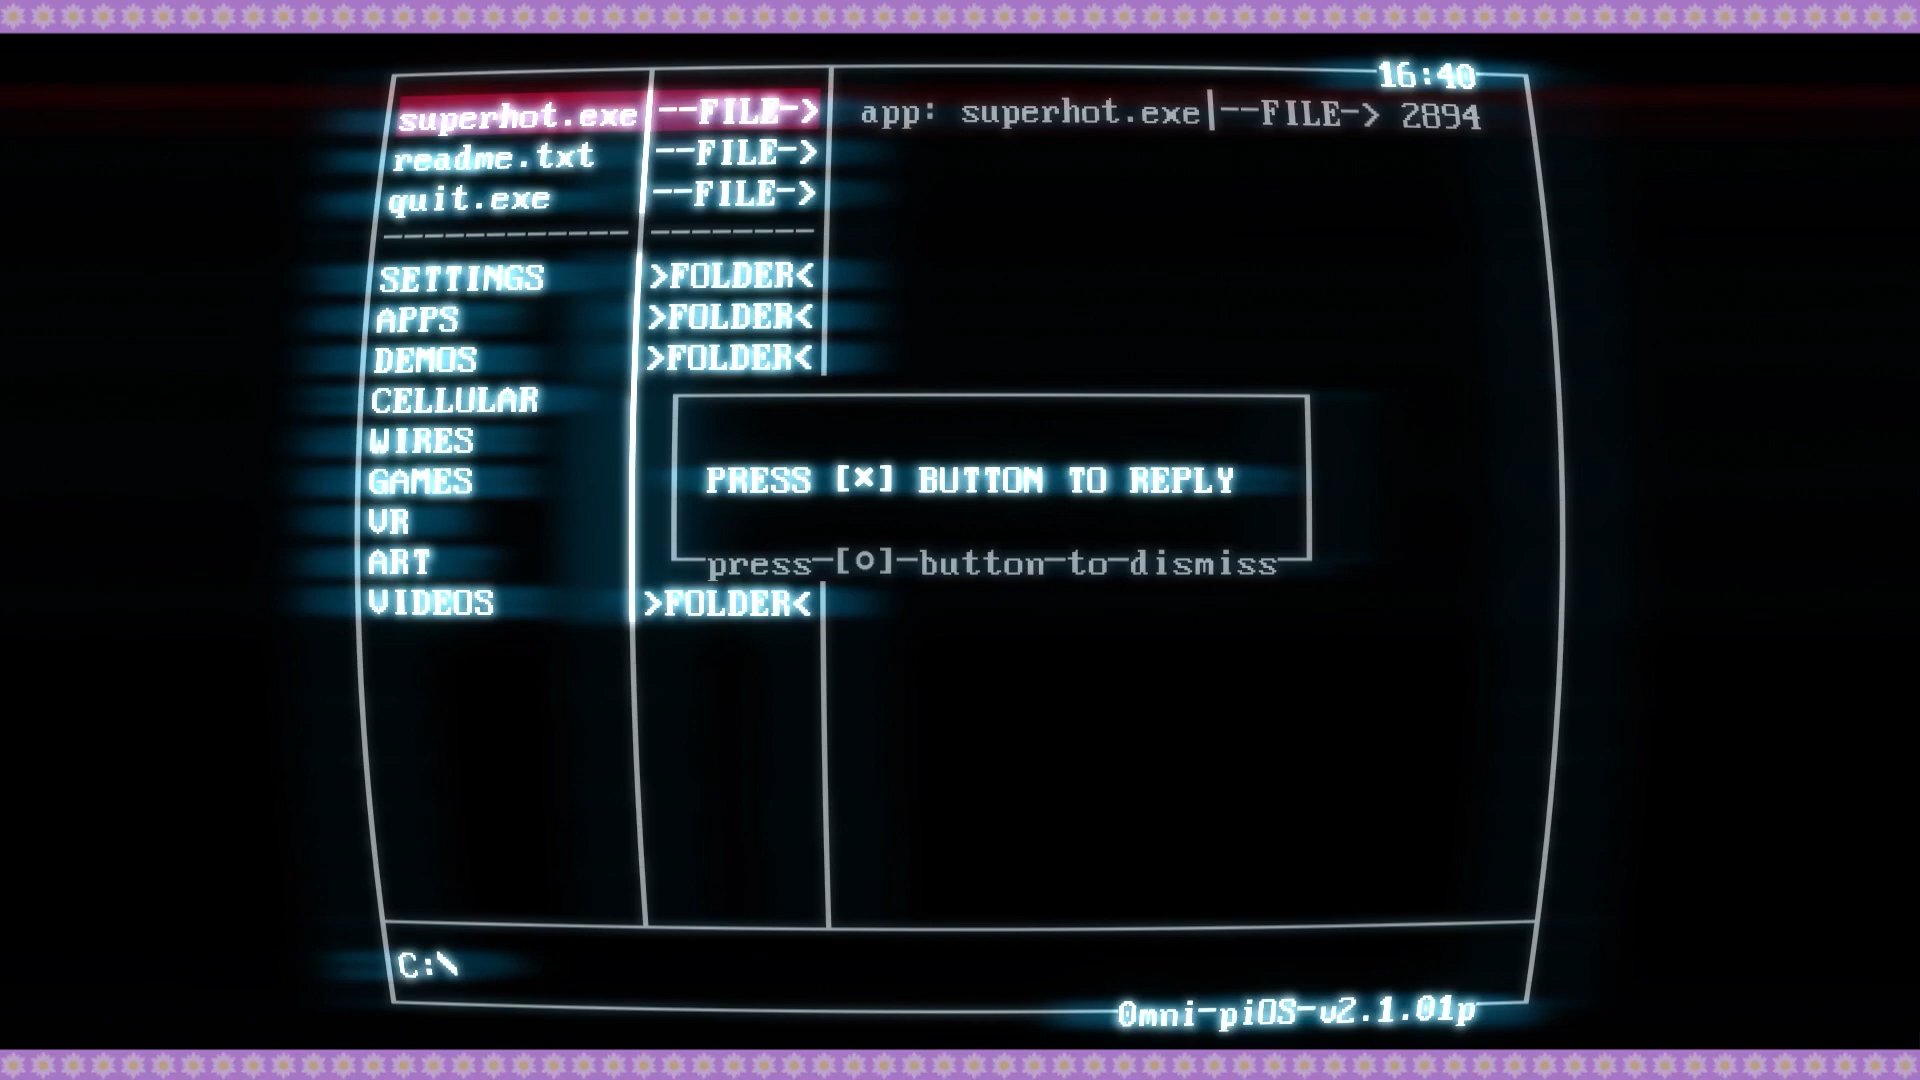 16:40
superhot.exe --FILE-> app: superhot.exe|--FILE-> 2894
readme.txt --FILE->
quit.exe --FILE->
SETTINGS >FOLDER<
APPS >FOLDER<
DEMOS >FOLDER<
CELLULAR
WIRES
GAMES
VR
ART
VIDEOS >FOLDER<
PRESS [×] BUTTON TO REPLY
press-[O]-button-to-dismiss
C:\
0mni-piOS-v2.1.01p